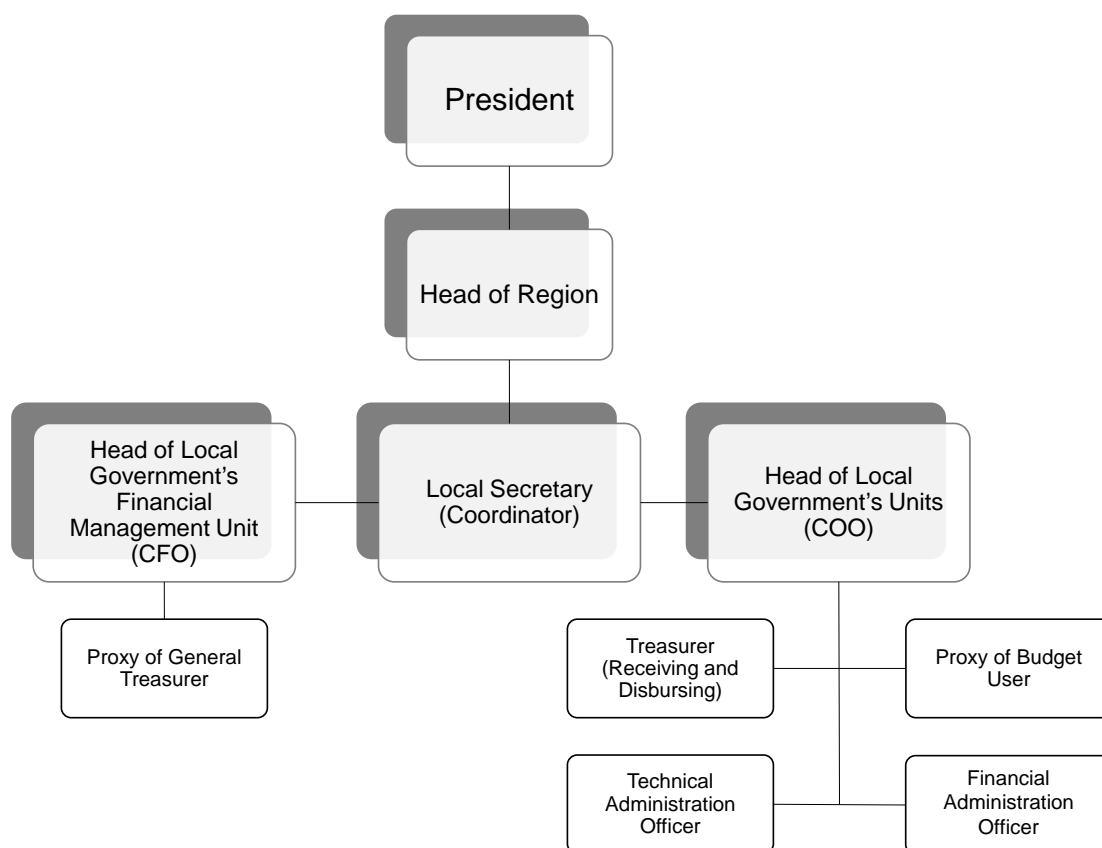 President
Head of Region
Head of Local
Government’s
Financial
Management Unit
(CFO)
Local Secretary
(Coordinator)
Head of Local
Government’s Units
(COO)
Proxy of General
Treasurer
Treasurer
(Receiving and
Disbursing)
Proxy of Budget
User
Technical
Administration
Officer
Financial
Administration
Officer